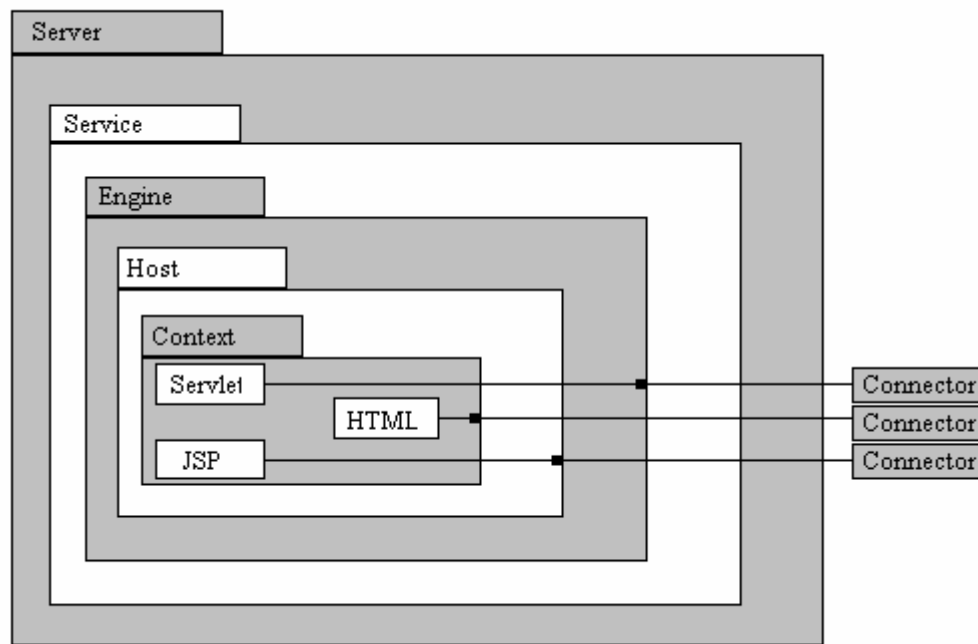 Server
Service
Engine
Host
Context
Servlet
Connector
HTML
Connector
JSP
Connector